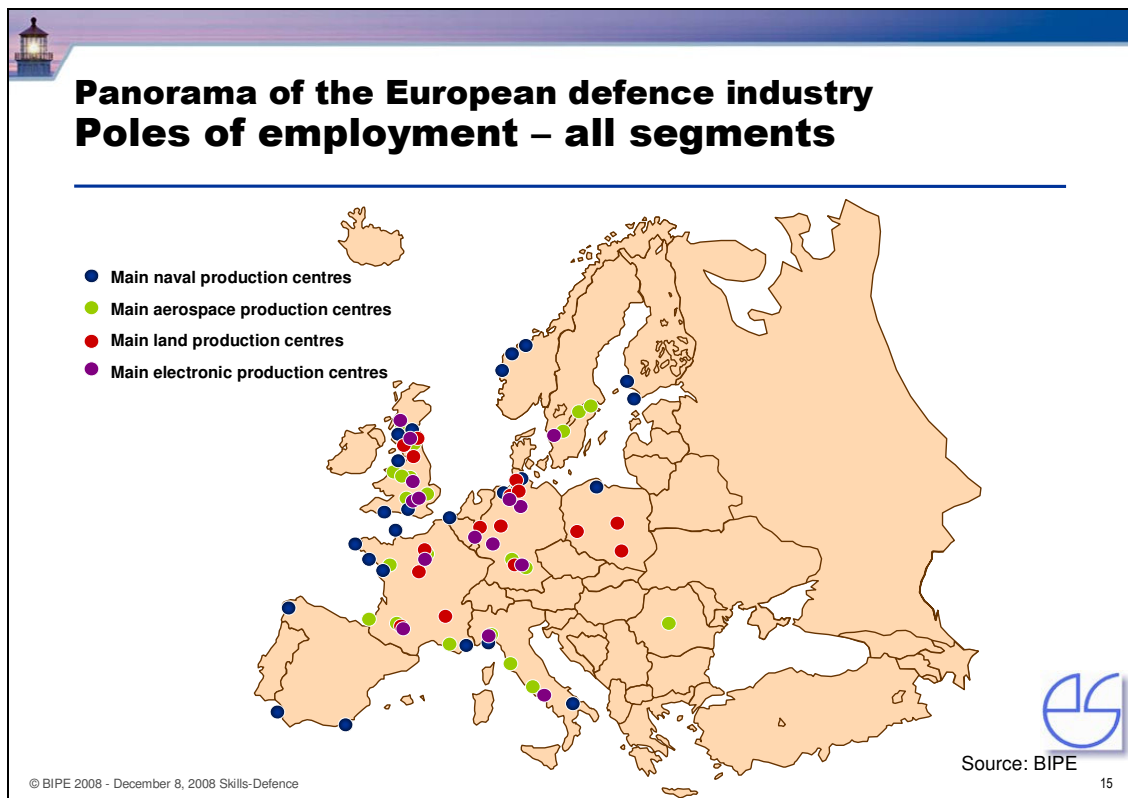 Panorama of the European defence industry
Poles of employment – all segments
Main naval production centres
Main aerospace production centres
Main land production centres
Main electronic production centres
es
Source: BIPE
© BIPE 2008 - December 8, 2008 Skills-Defence
15